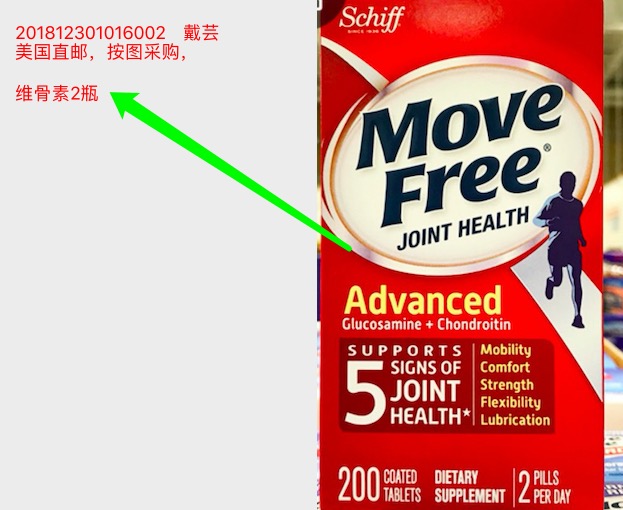 201812301016002 戴芸
美国直邮，按图采购，
维骨素2瓶
Schiff
SINCE 1936
Move
Free®
JOINT HEALTH
Advanced
Glucosamine + Chondroitin
SUPPORTS
5 SIGNS OF
JOINT
HEALTH*
Mobility
Comfort
Strength
Flexibility
Lubrication
200 COATED
TABLETS
DIETARY
SUPPLEMENT
2 PILLS
PER DAY